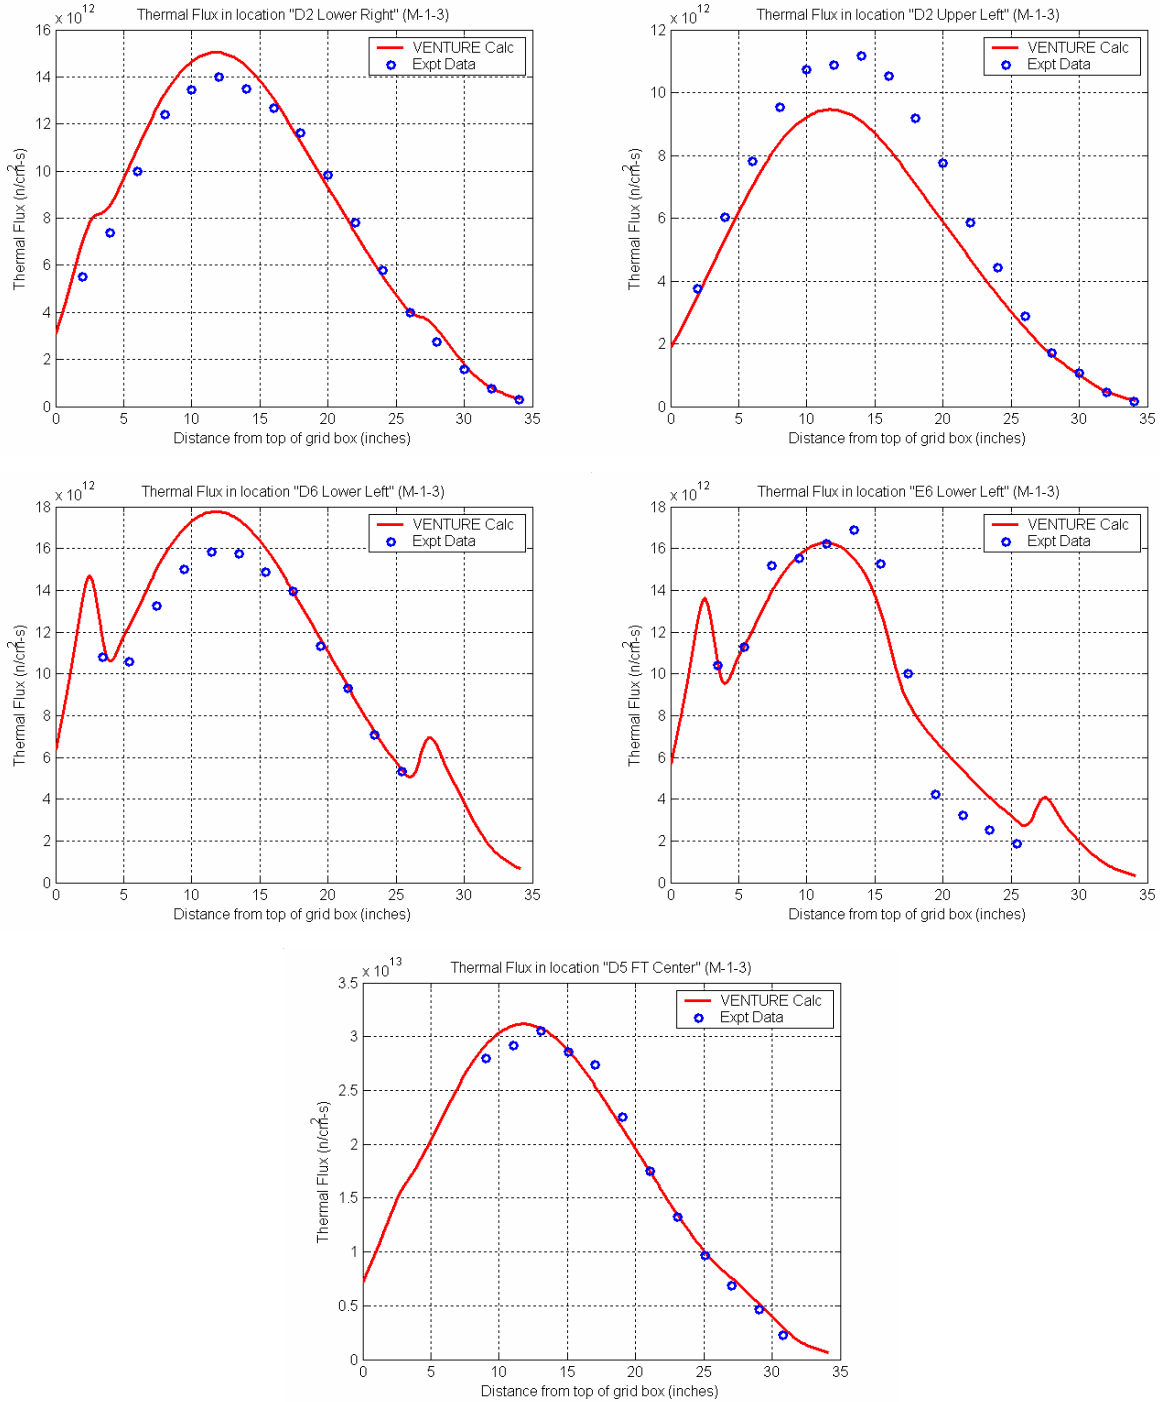 x 10^12 Thermal Flux in location "D2 Lower Right" (M-1-3)
VENTURE Calc
Expt Data
Thermal Flux (n/cm^2-s)
16
14
12
10
8
6
4
2
0
0 5 10 15 20 25 30 35
Distance from top of grid box (inches)
x 10^12 Thermal Flux in location "D2 Upper Left" (M-1-3)
VENTURE Calc
Expt Data
Thermal Flux (n/cm^2-s)
12
10
8
6
4
2
0
0 5 10 15 20 25 30 35
Distance from top of grid box (inches)
x 10^12 Thermal Flux in location "D6 Lower Left" (M-1-3)
VENTURE Calc
Expt Data
Thermal Flux (n/cm^2-s)
18
16
14
12
10
8
6
4
2
0
0 5 10 15 20 25 30 35
Distance from top of grid box (inches)
x 10^12 Thermal Flux in location "E6 Lower Left" (M-1-3)
VENTURE Calc
Expt Data
Thermal Flux (n/cm^2-s)
18
16
14
12
10
8
6
4
2
0
0 5 10 15 20 25 30 35
Distance from top of grid box (inches)
x 10^13 Thermal Flux in location "D5 FT Center" (M-1-3)
VENTURE Calc
Expt Data
Thermal Flux (n/cm^2-s)
3.5
3
2.5
2
1.5
1
0.5
0
0 5 10 15 20 25 30 35
Distance from top of grid box (inches)